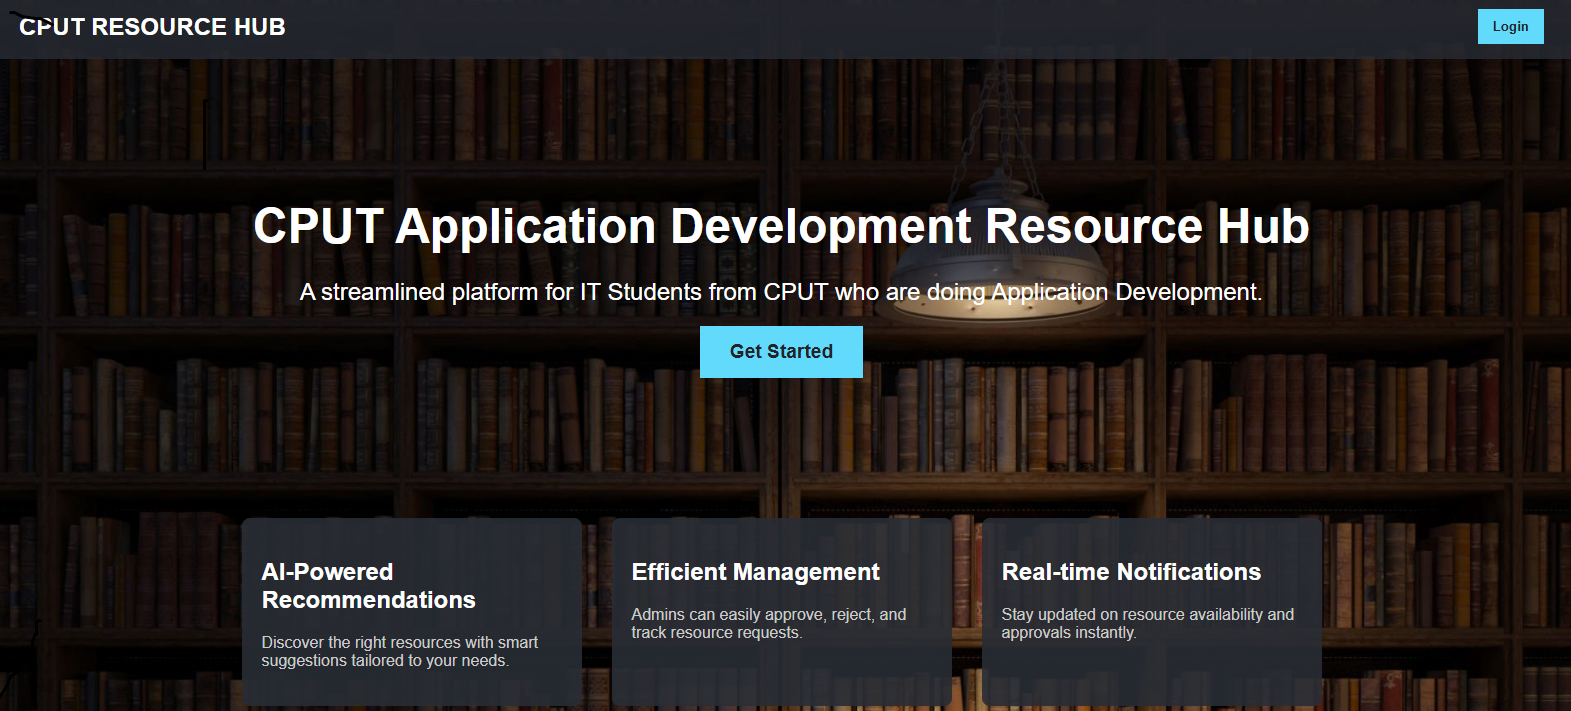 CPUT RESOURCE HUB
Login
CPUT Application Development Resource Hub
A streamlined platform for IT Students from CPUT who are doing Application Development.
Get Started
AI-Powered
Recommendations
Discover the right resources with smart
suggestions tailored to your needs.
Efficient Management
Admins can easily approve, reject, and
track resource requests.
Real-time Notifications
Stay updated on resource availability and
approvals instantly.